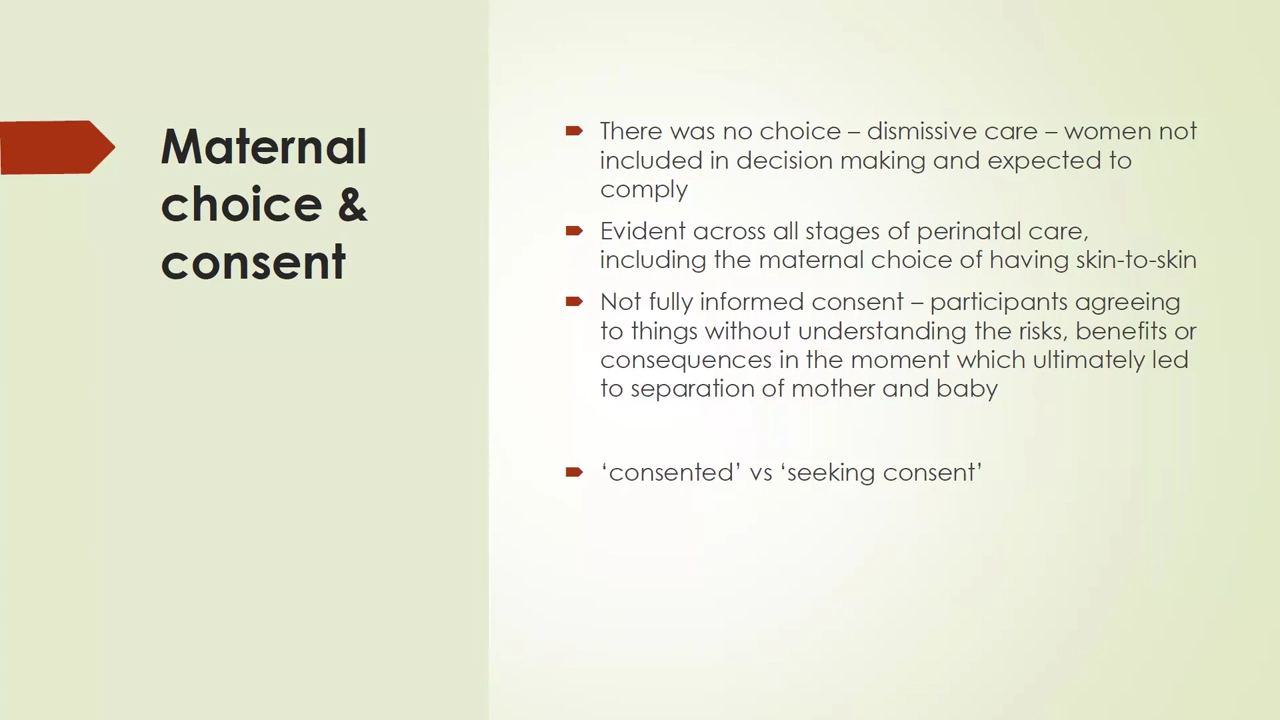 Maternal
choice &
consent
There was no choice – dismissive care – women not
included in decision making and expected to
comply
Evident across all stages of perinatal care,
including the maternal choice of having skin-to-skin
Not fully informed consent – participants agreeing
to things without understanding the risks, benefits or
consequences in the moment which ultimately led
to separation of mother and baby
‘consented’ vs ‘seeking consent’